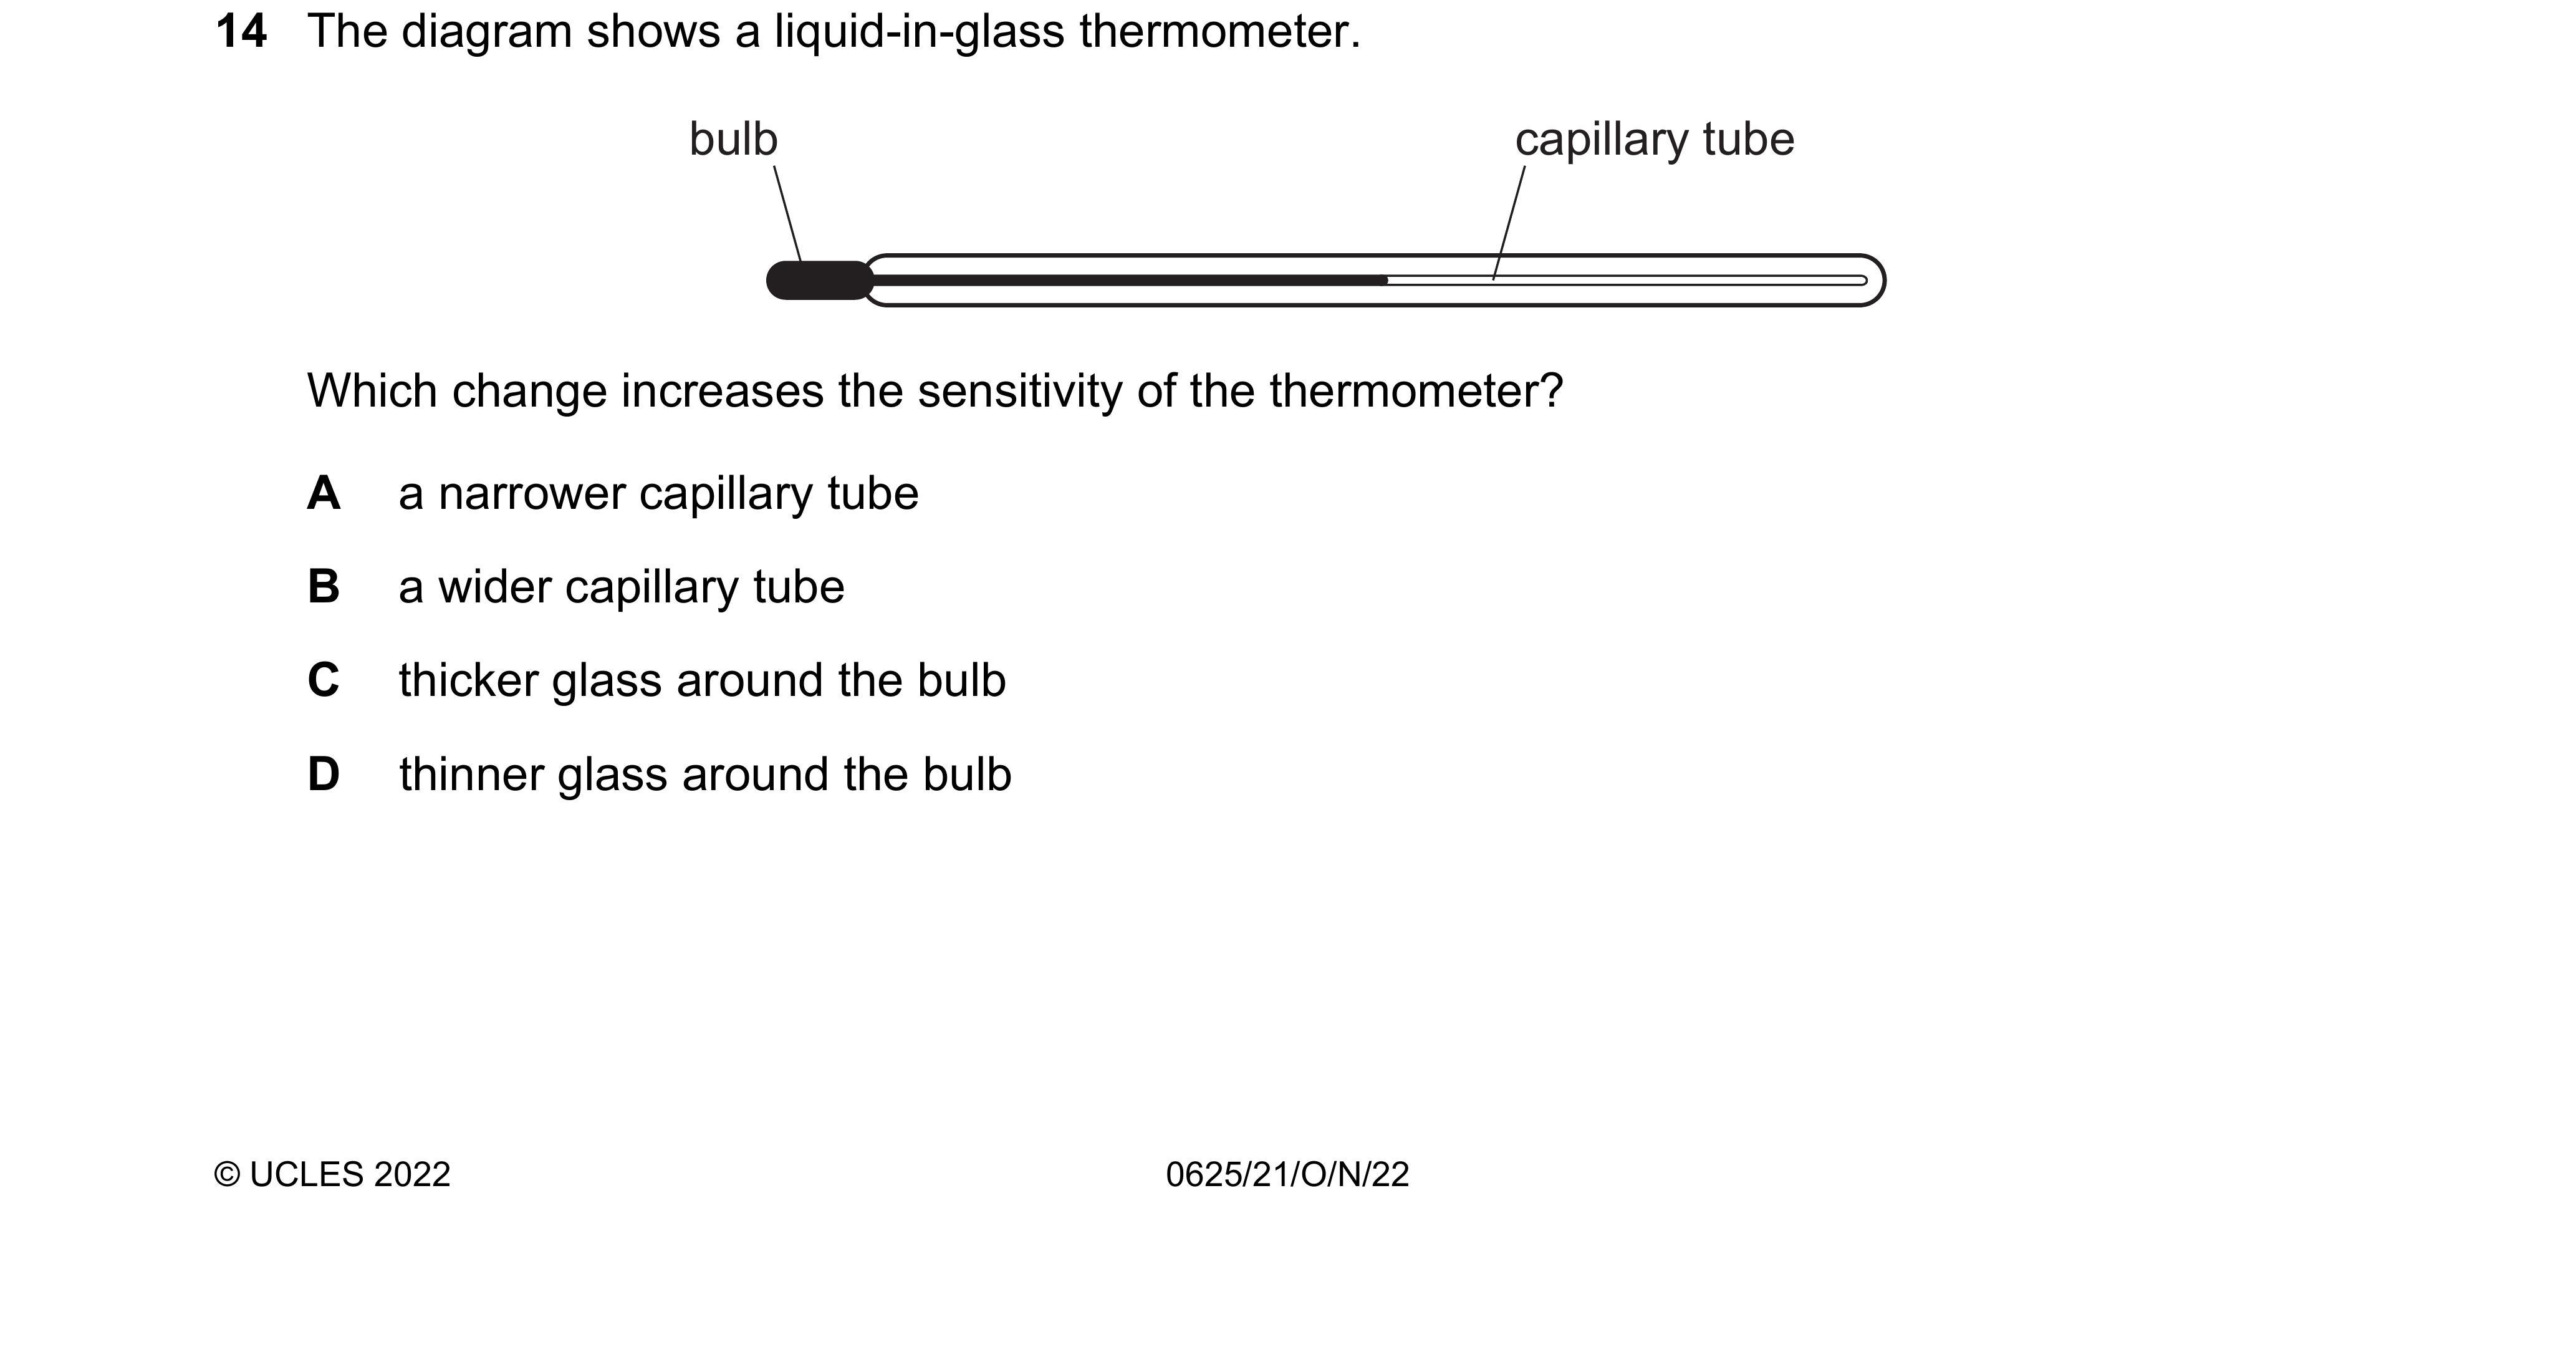 14 The diagram shows a liquid-in-glass thermometer.
bulb capillary tube
Which change increases the sensitivity of the thermometer?
A a narrower capillary tube
B a wider capillary tube
C thicker glass around the bulb
D thinner glass around the bulb
© UCLES 2022 0625/21/O/N/22